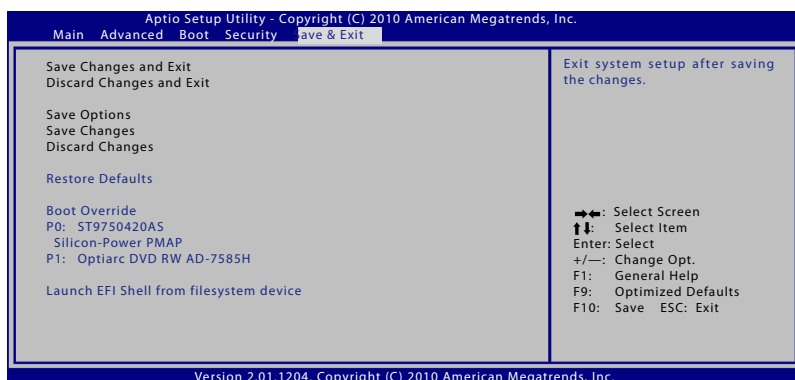 Aptio Setup Utility - Copyright (C) 2010 American Megatrends, Inc.
Main Advanced Boot Security ave & Exit
Save Changes and Exit
Discard Changes and Exit
Save Options
Save Changes
Discard Changes
Restore Defaults
Boot Override
P0: ST9750420AS
Silicon-Power PMAP
P1: Optiarc DVD RW AD-7585H
Launch EFI Shell from filesystem device
Exit system setup after saving
the changes.
→←: Select Screen
↑↓: Select Item
Enter: Select
+/—: Change Opt.
F1: General Help
F9: Optimized Defaults
F10: Save ESC: Exit
Version 2.01.1204. Copyright (C) 2010 American Megatrends, Inc.